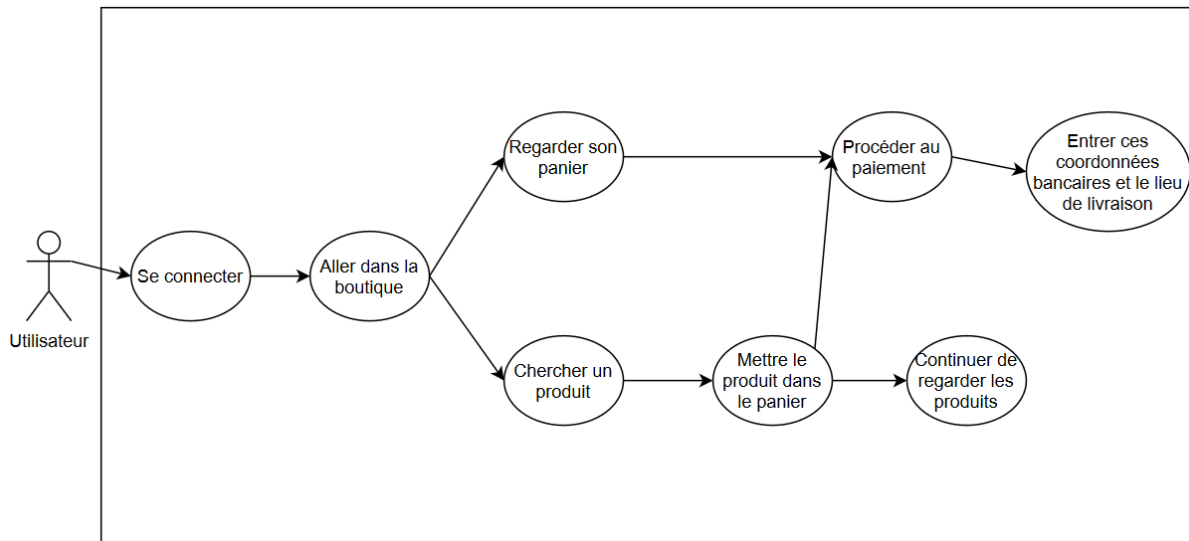 Utilisateur
Se connecter
Aller dans la
boutique
Regarder son
panier
Chercher un
produit
Mettre le
produit dans
le panier
Procéder au
paiement
Continuer de
regarder les
produits
Entrer ces
coordonnées
bancaires et le lieu
de livraison